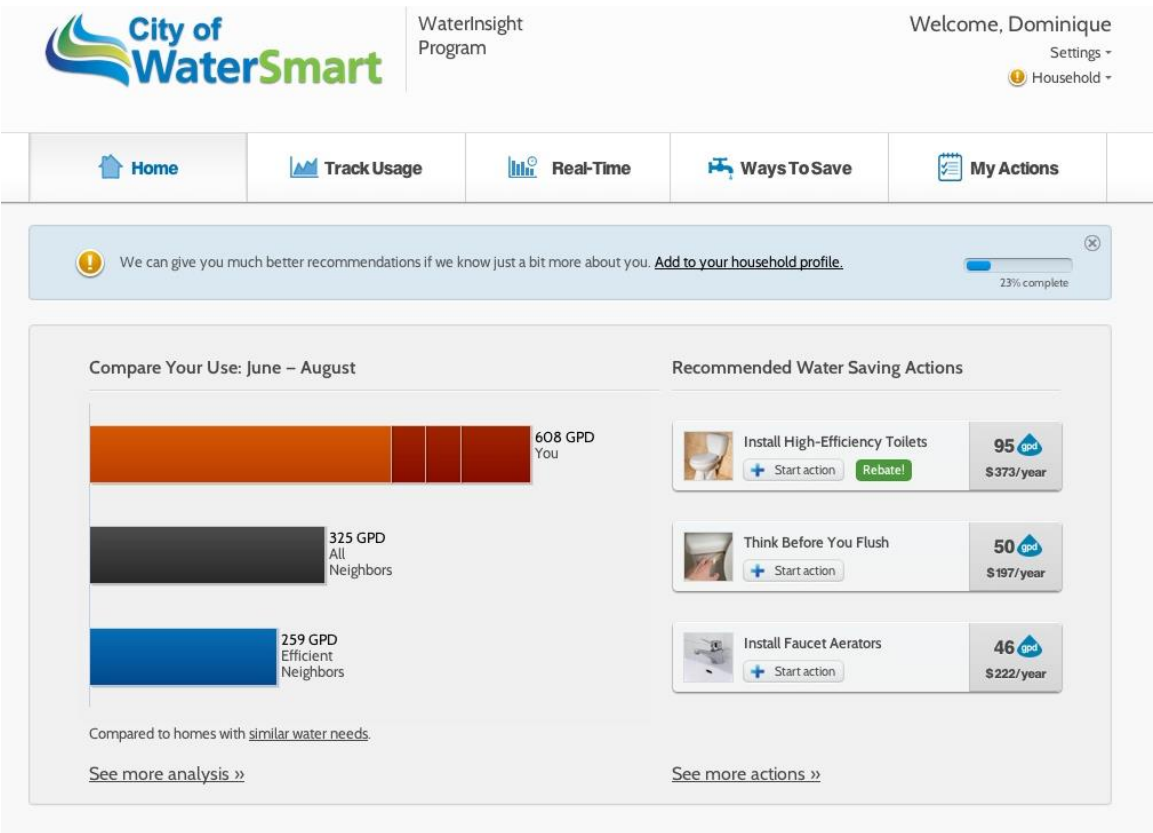 City of
WaterSmart
WaterInsight
Program
Welcome, Dominique
Settings
Household
Home
Track Usage
Real-Time
Ways To Save
My Actions
We can give you much better recommendations if we know just a bit more about you. Add to your household profile.
23% complete
Compare Your Use: June – August
608 GPD
You
325 GPD
All
Neighbors
259 GPD
Efficient
Neighbors
Compared to homes with similar water needs.
See more analysis »
Recommended Water Saving Actions
Install High-Efficiency Toilets
Start action
Rebate!
95 gpd
$373/year
Think Before You Flush
Start action
50 gpd
$197/year
Install Faucet Aerators
Start action
46 gpd
$222/year
See more actions »